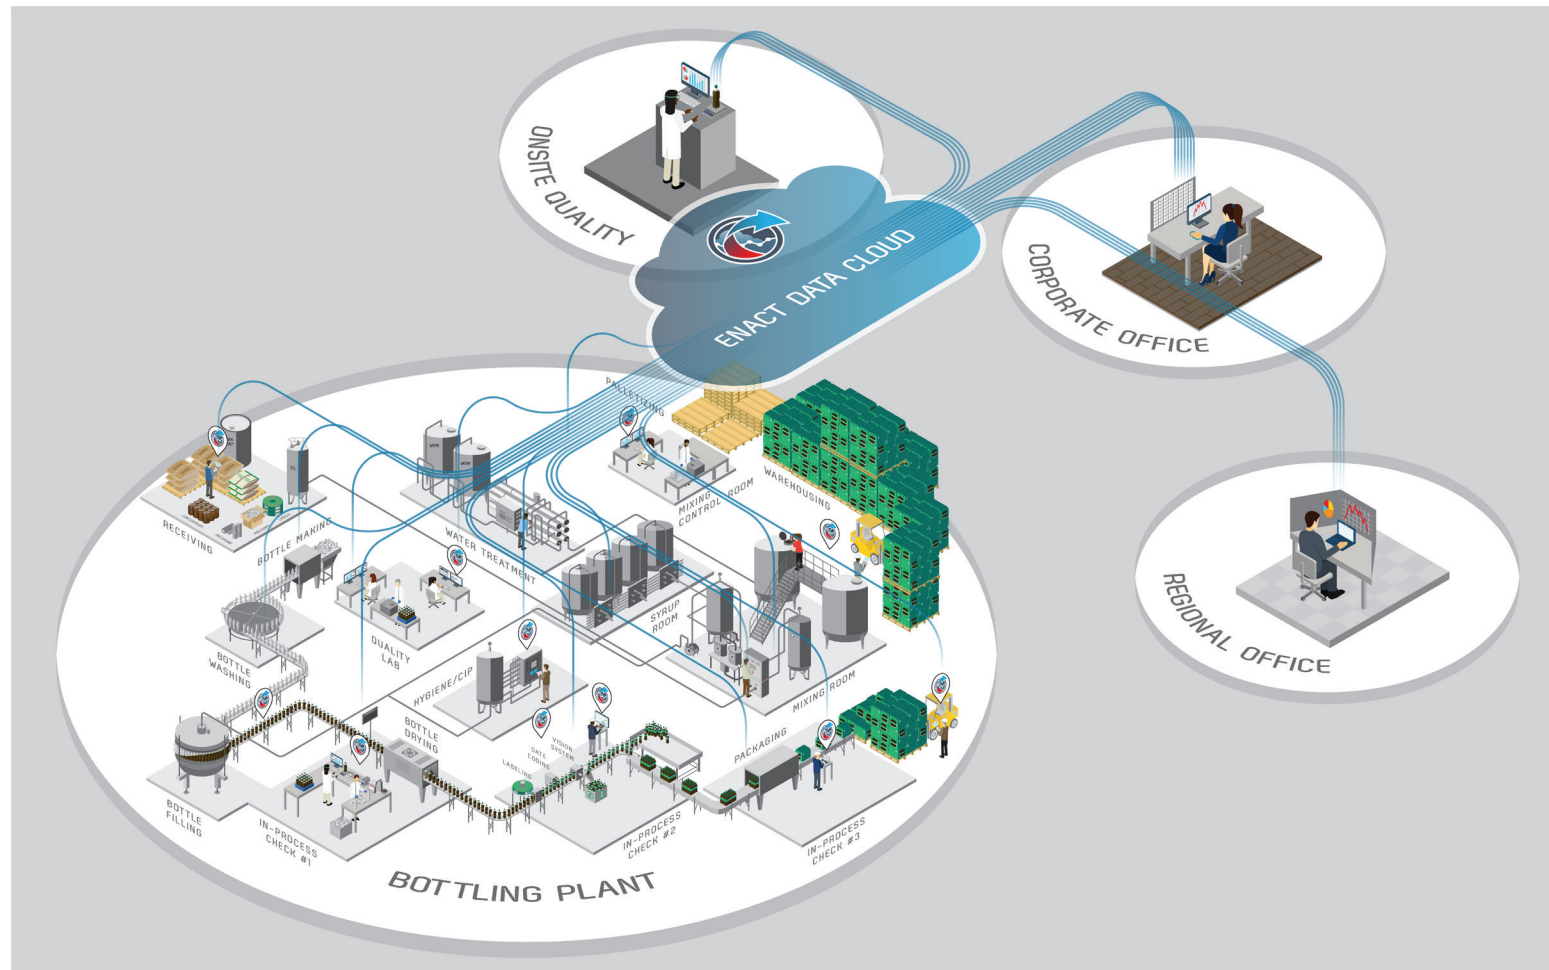 ONSITE QUALITY
ENACT DATA CLOUD
CORPORATE OFFICE
REGIONAL OFFICE
PALLETIZING
WAREHOUSING
MIXING
CONTROL ROOM
RECEIVING
BOTTLE MAKING
WATER TREATMENT
SYRUP
ROOM
QUALITY
LAB
BOTTLE
WASHING
HYGIENE/CIP
MIXING ROOM
BOTTLE
DRYING
VISION
SYSTEM
DATE
CODING
LABELING
PACKAGING
BOTTLE
FILLING
IN-PROCESS
CHECK #1
IN-PROCESS
CHECK #2
IN-PROCESS
CHECK #3
BOTTLING PLANT